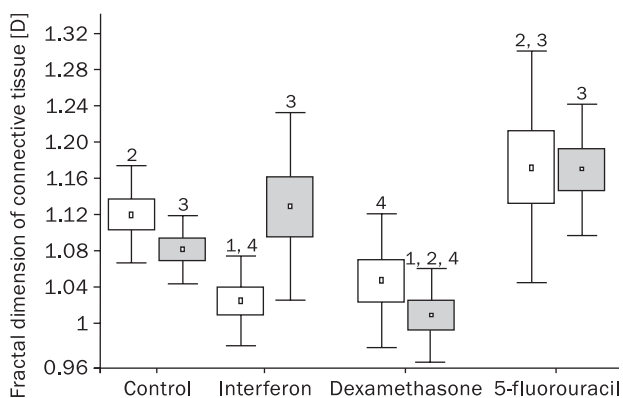 Fractal dimension of connective tissue [D]
1.32
1.28
1.24
1.20
1.16
1.12
1.08
1.04
1
0.96
2
3
1, 4
3
4
1, 2, 4
2, 3
3
Control
Interferon
Dexamethasone
5-fluorouracil